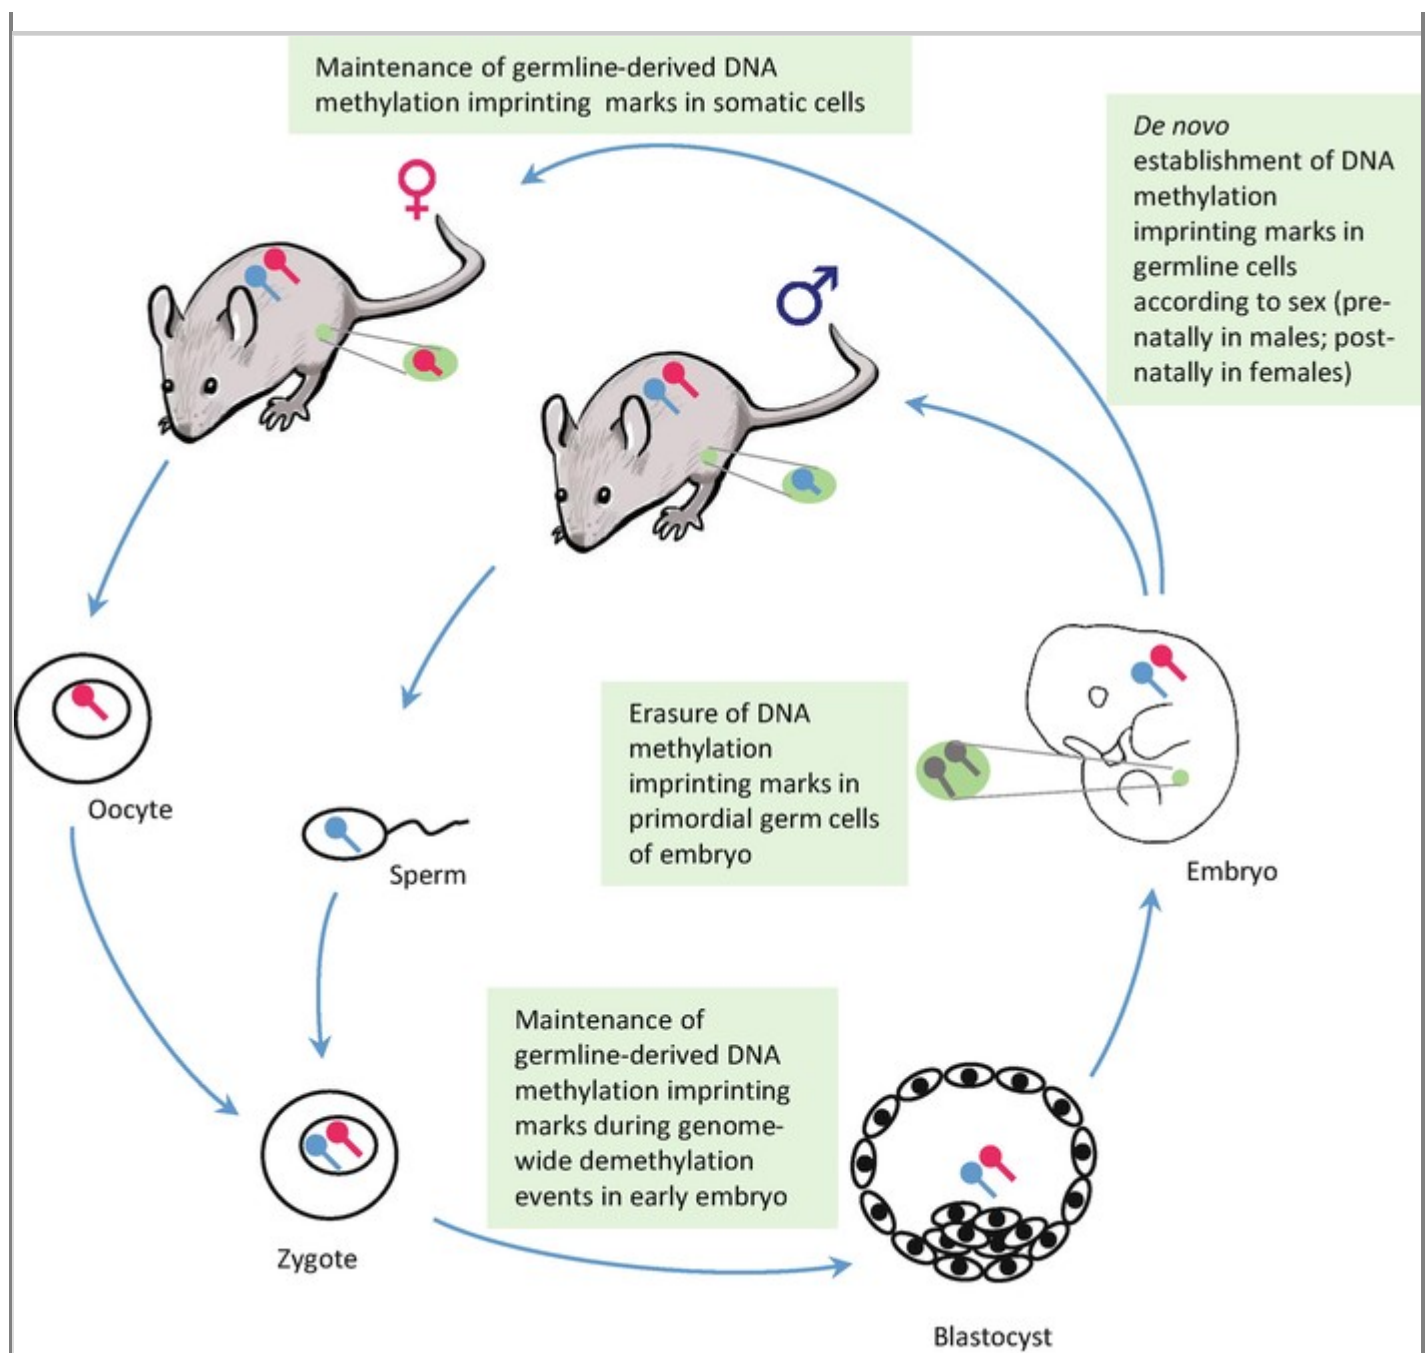 Maintenance of germline-derived DNA
methylation imprinting marks in somatic cells
De novo
establishment of DNA
methylation
imprinting marks in
germline cells
according to sex (pre-
natally in males; post-
natally in females)
Erasure of DNA
methylation
imprinting marks in
primordial germ cells
of embryo
Oocyte
Sperm
Embryo
Maintenance of
germline-derived DNA
methylation imprinting
marks during genome-
wide demethylation
events in early embryo
Zygote
Blastocyst